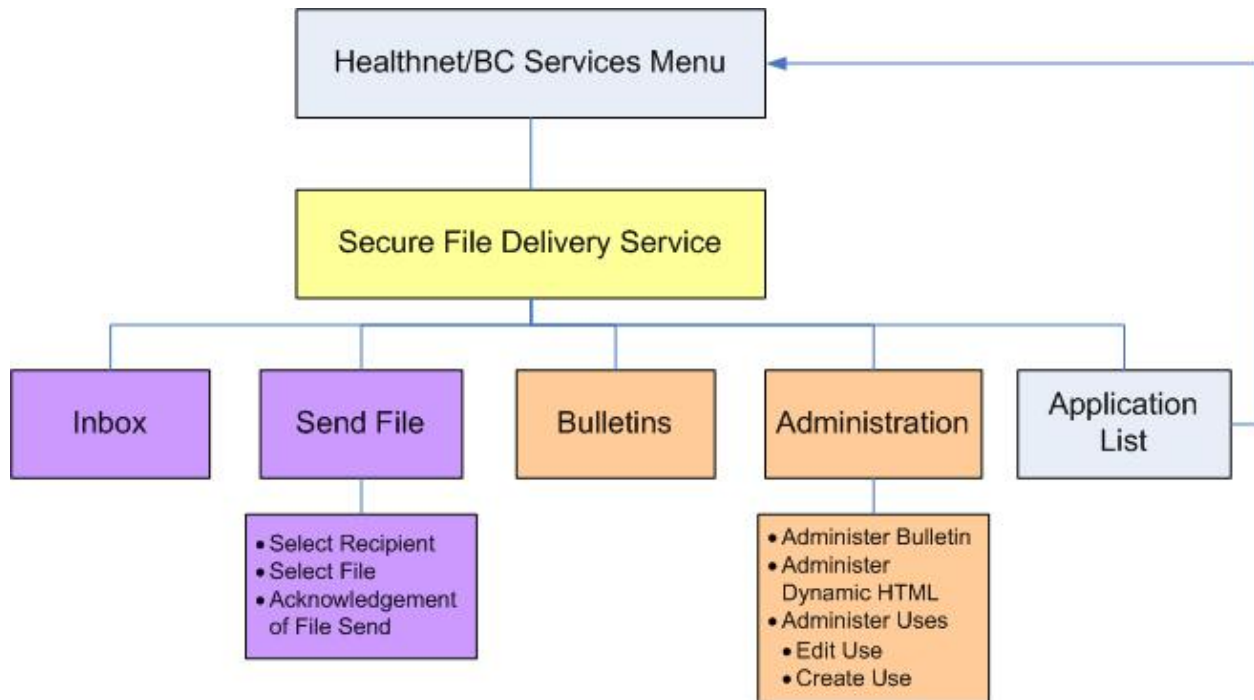 Healthnet/BC Services Menu
Secure File Delivery Service
Inbox
Send File
Bulletins
Administration
Application
List
• Select Recipient
• Select File
• Acknowledgement
of File Send
• Administer Bulletin
• Administer
Dynamic HTML
• Administer Uses
• Edit Use
• Create Use